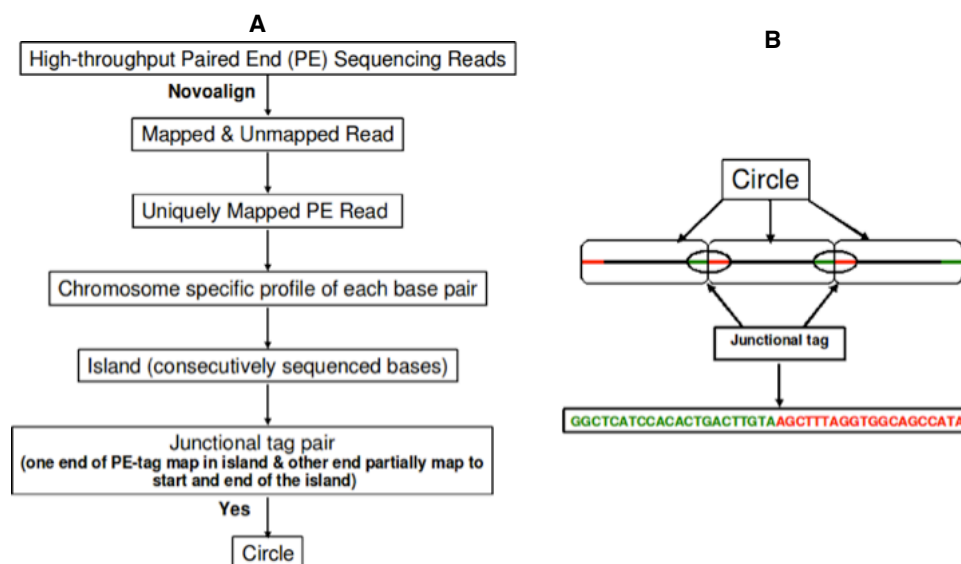 A
High-throughput Paired End (PE) Sequencing Reads
Novoalign
Mapped & Unmapped Read
Uniquely Mapped PE Read
Chromosome specific profile of each base pair
Island (consecutively sequenced bases)
Junctional tag pair
(one end of PE-tag map in island & other end partially map to
start and end of the island)
Yes
Circle
B
Circle
Junctional tag
GGCTCATCCACACTGACTTGTAAGCTTTAGGTGGCAGCCATA